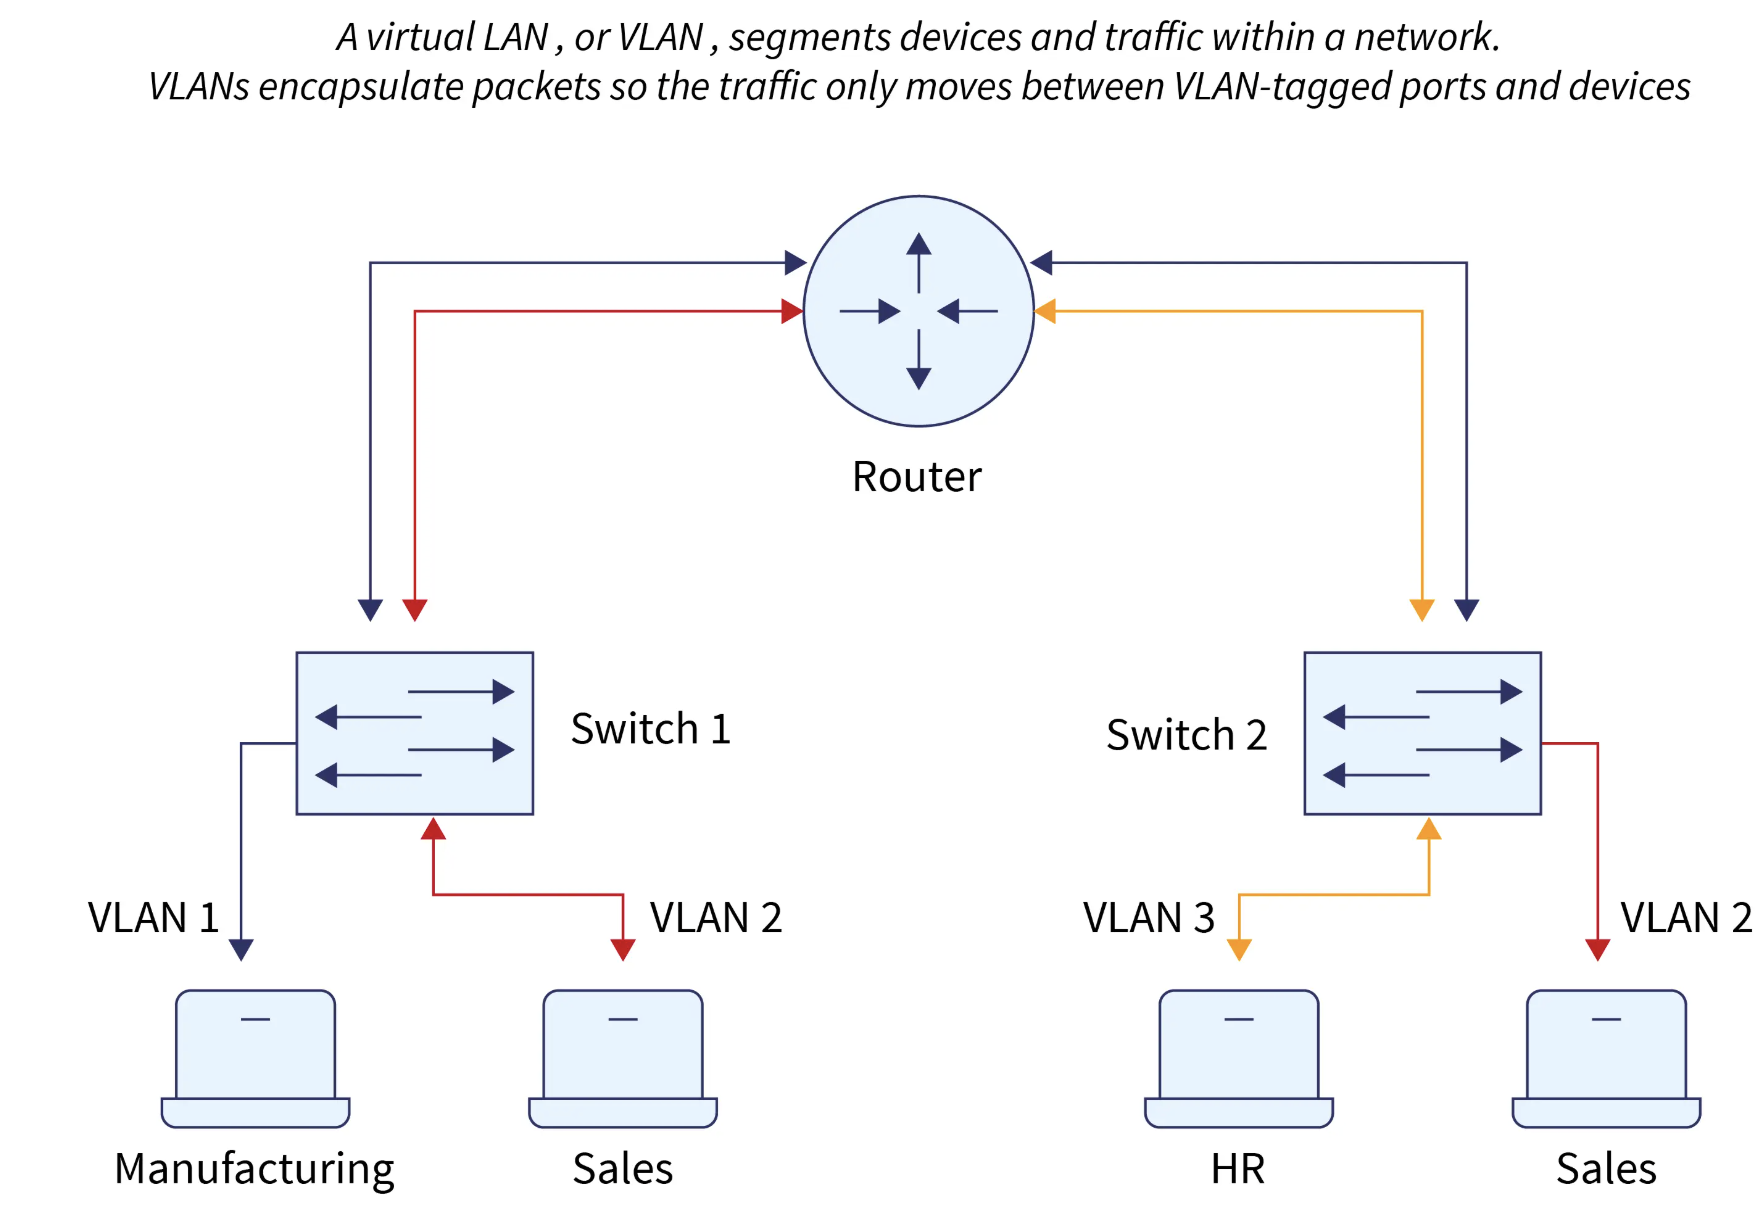 A virtual LAN , or VLAN , segments devices and traffic within a network.
VLANs encapsulate packets so the traffic only moves between VLAN-tagged ports and devices
Router
Switch 1
Switch 2
VLAN 1
VLAN 2
VLAN 3
VLAN 2
Manufacturing
Sales
HR
Sales